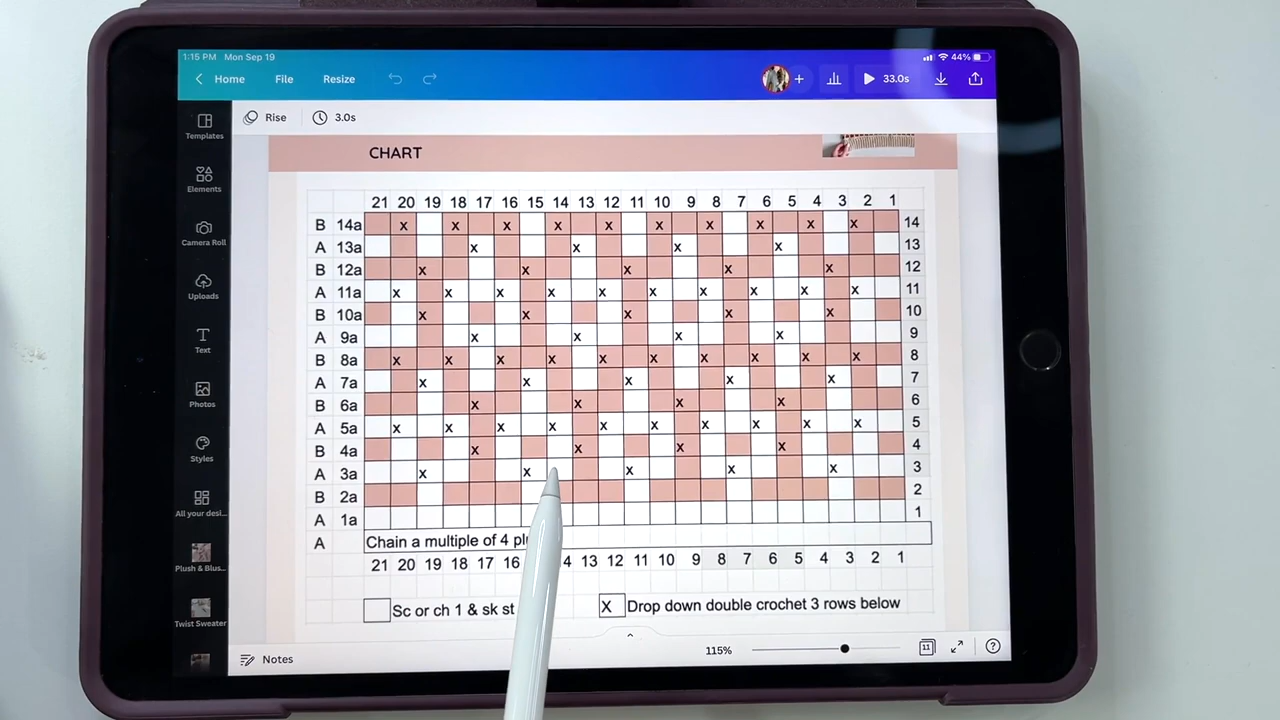 1:15 PM Mon Sep 19 44%
Home File Resize + 33.0s
Rise 3.0s
Templates
Elements
Camera Roll
Uploads
Text
Photos
Styles
All your desi...
Plush & Blus...
Twist Sweater
CHART
21 20 19 18 17 16 15 14 13 12 11 10 9 8 7 6 5 4 3 2 1
B 14a x x x x x x x x x x 14
A 13a x x x x 13
B 12a x x x x x 12
A 11a x x x x x x x x x x 11
B 10a x x x x x 10
A 9a x x x x 9
B 8a x x x x x x x x x x 8
A 7a x x x x x 7
B 6a x x x x 6
A 5a x x x x x x x x x x 5
B 4a x x x x 4
A 3a x x x x x 3
B 2a 2
A 1a 1
A Chain a multiple of 4
21 20 19 18 17 16 13 12 11 10 9 8 7 6 5 4 3 2 1
Sc or ch 1 & sk st X Drop down double crochet 3 rows below
115% 11 ?
Notes